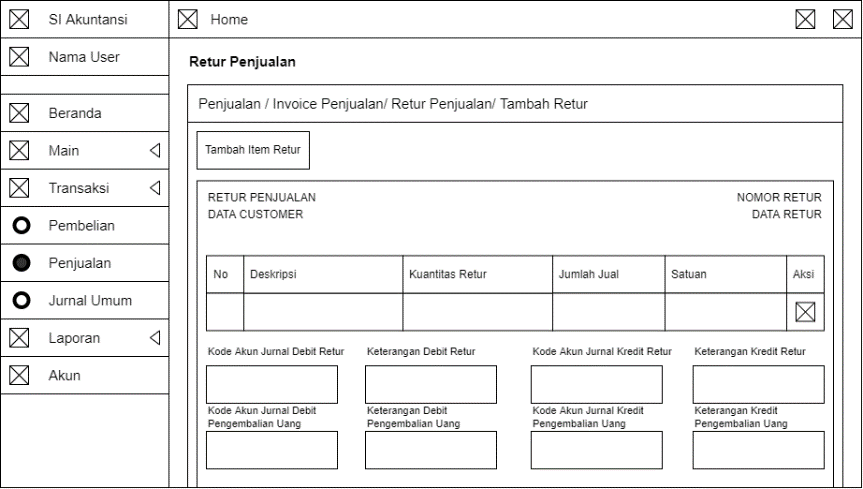 SI Akuntansi
Home
Nama User
Retur Penjualan
Penjualan / Invoice Penjualan/ Retur Penjualan/ Tambah Retur
Beranda
Main
Transaksi
Pembelian
Penjualan
Jurnal Umum
Laporan
Akun
Tambah Item Retur
RETUR PENJUALAN
NOMOR RETUR
DATA CUSTOMER
DATA RETUR
No
Deskripsi
Kuantitas Retur
Jumlah Jual
Satuan
Aksi
Kode Akun Jurnal Debit Retur
Keterangan Debit Retur
Kode Akun Jurnal Kredit Retur
Keterangan Kredit Retur
Kode Akun Jurnal Debit
Pengembalian Uang
Keterangan Debit
Pengembalian Uang
Kode Akun Jurnal Kredit
Pengembalian Uang
Keterangan Kredit
Pengembalian Uang